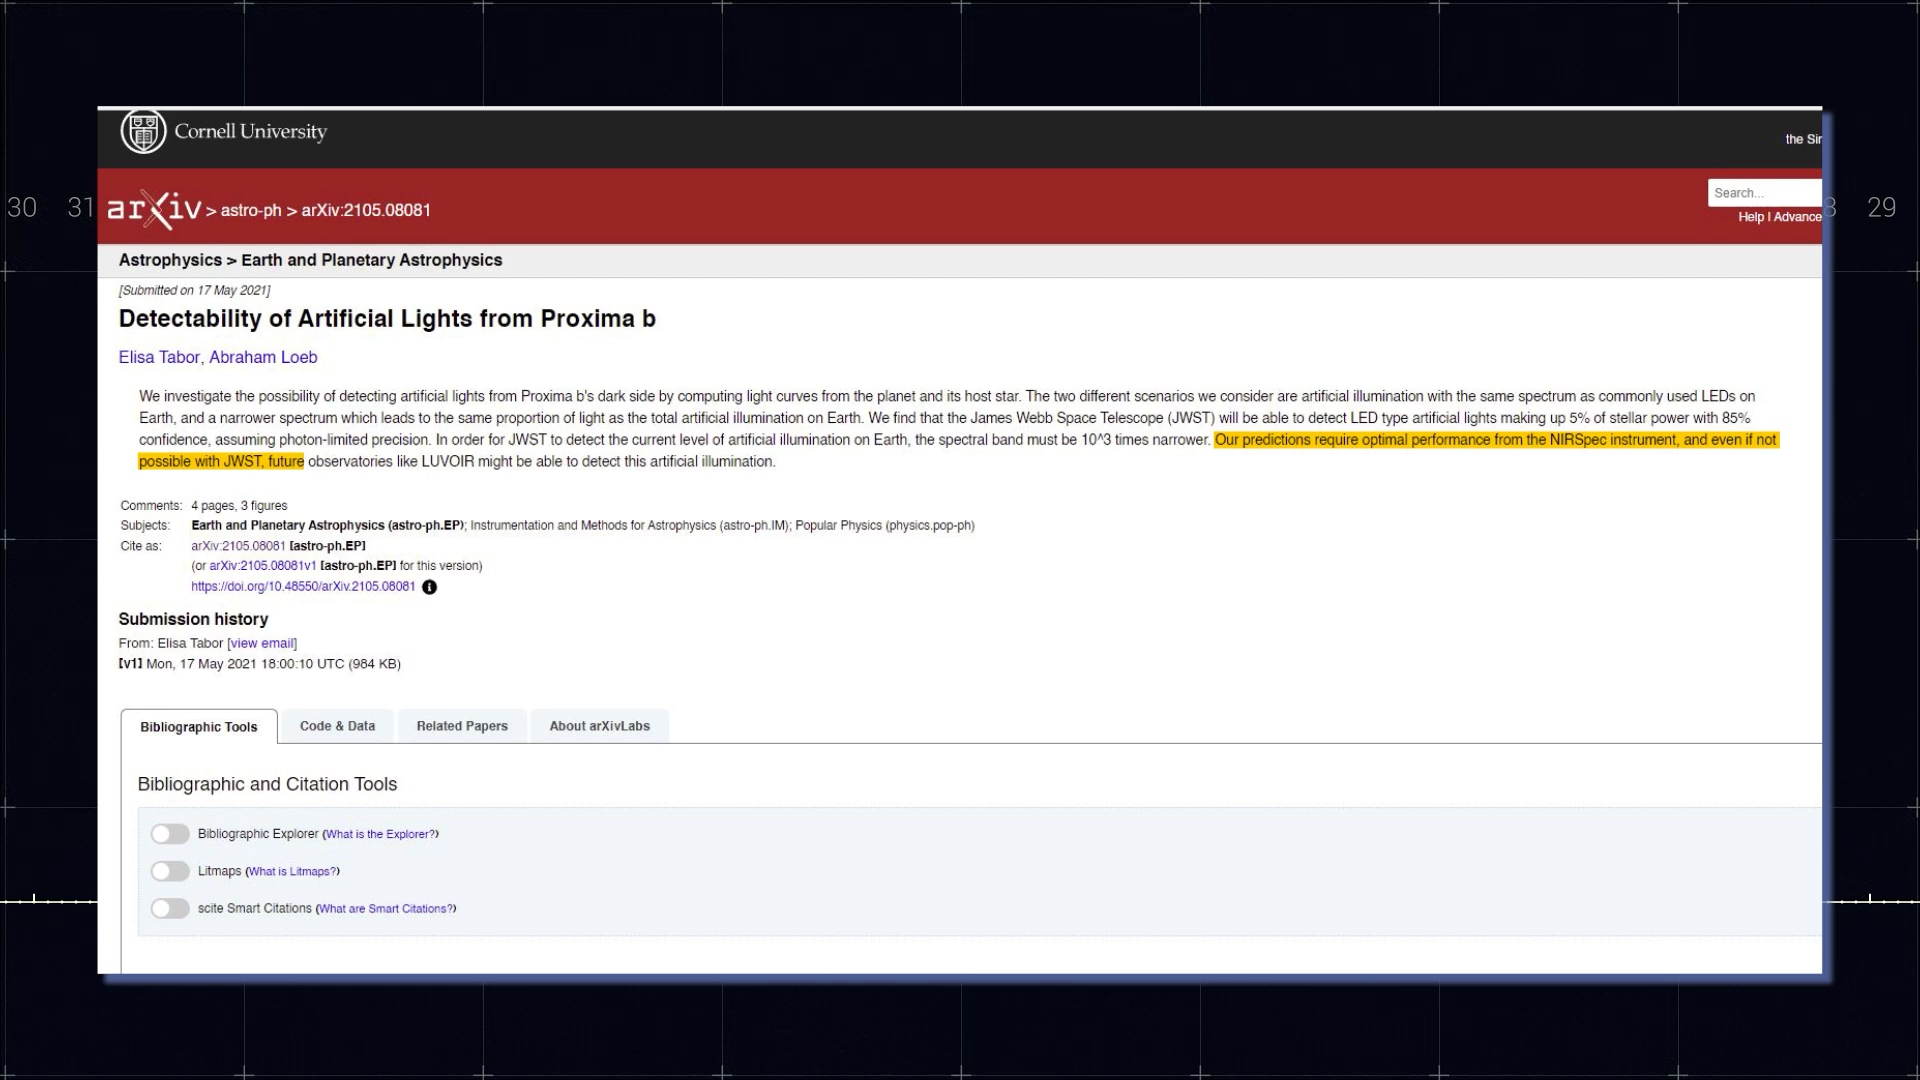 Cornell University
the Sir
30 31 arXiv > astro-ph > arXiv:2105.08081
Search...
Help | Advance
29
Astrophysics > Earth and Planetary Astrophysics
[Submitted on 17 May 2021]
Detectability of Artificial Lights from Proxima b
Elisa Tabor, Abraham Loeb
We investigate the possibility of detecting artificial lights from Proxima b's dark side by computing light curves from the planet and its host star. The two different scenarios we consider are artificial illumination with the same spectrum as commonly used LEDs on
Earth, and a narrower spectrum which leads to the same proportion of light as the total artificial illumination on Earth. We find that the James Webb Space Telescope (JWST) will be able to detect LED type artificial lights making up 5% of stellar power with 85%
confidence, assuming photon-limited precision. In order for JWST to detect the current level of artificial illumination on Earth, the spectral band must be 10^3 times narrower. Our predictions require optimal performance from the NIRSpec instrument, and even if not
possible with JWST, future observatories like LUVOIR might be able to detect this artificial illumination.
Comments: 4 pages, 3 figures
Subjects: Earth and Planetary Astrophysics (astro-ph.EP); Instrumentation and Methods for Astrophysics (astro-ph.IM); Popular Physics (physics.pop-ph)
Cite as: arXiv:2105.08081 [astro-ph.EP]
(or arXiv:2105.08081v1 [astro-ph.EP] for this version)
https://doi.org/10.48550/arXiv.2105.08081
Submission history
From: Elisa Tabor [view email]
[v1] Mon, 17 May 2021 18:00:10 UTC (984 KB)
Bibliographic Tools Code & Data Related Papers About arXivLabs
Bibliographic and Citation Tools
Bibliographic Explorer (What is the Explorer?)
Litmaps (What is Litmaps?)
scite Smart Citations (What are Smart Citations?)